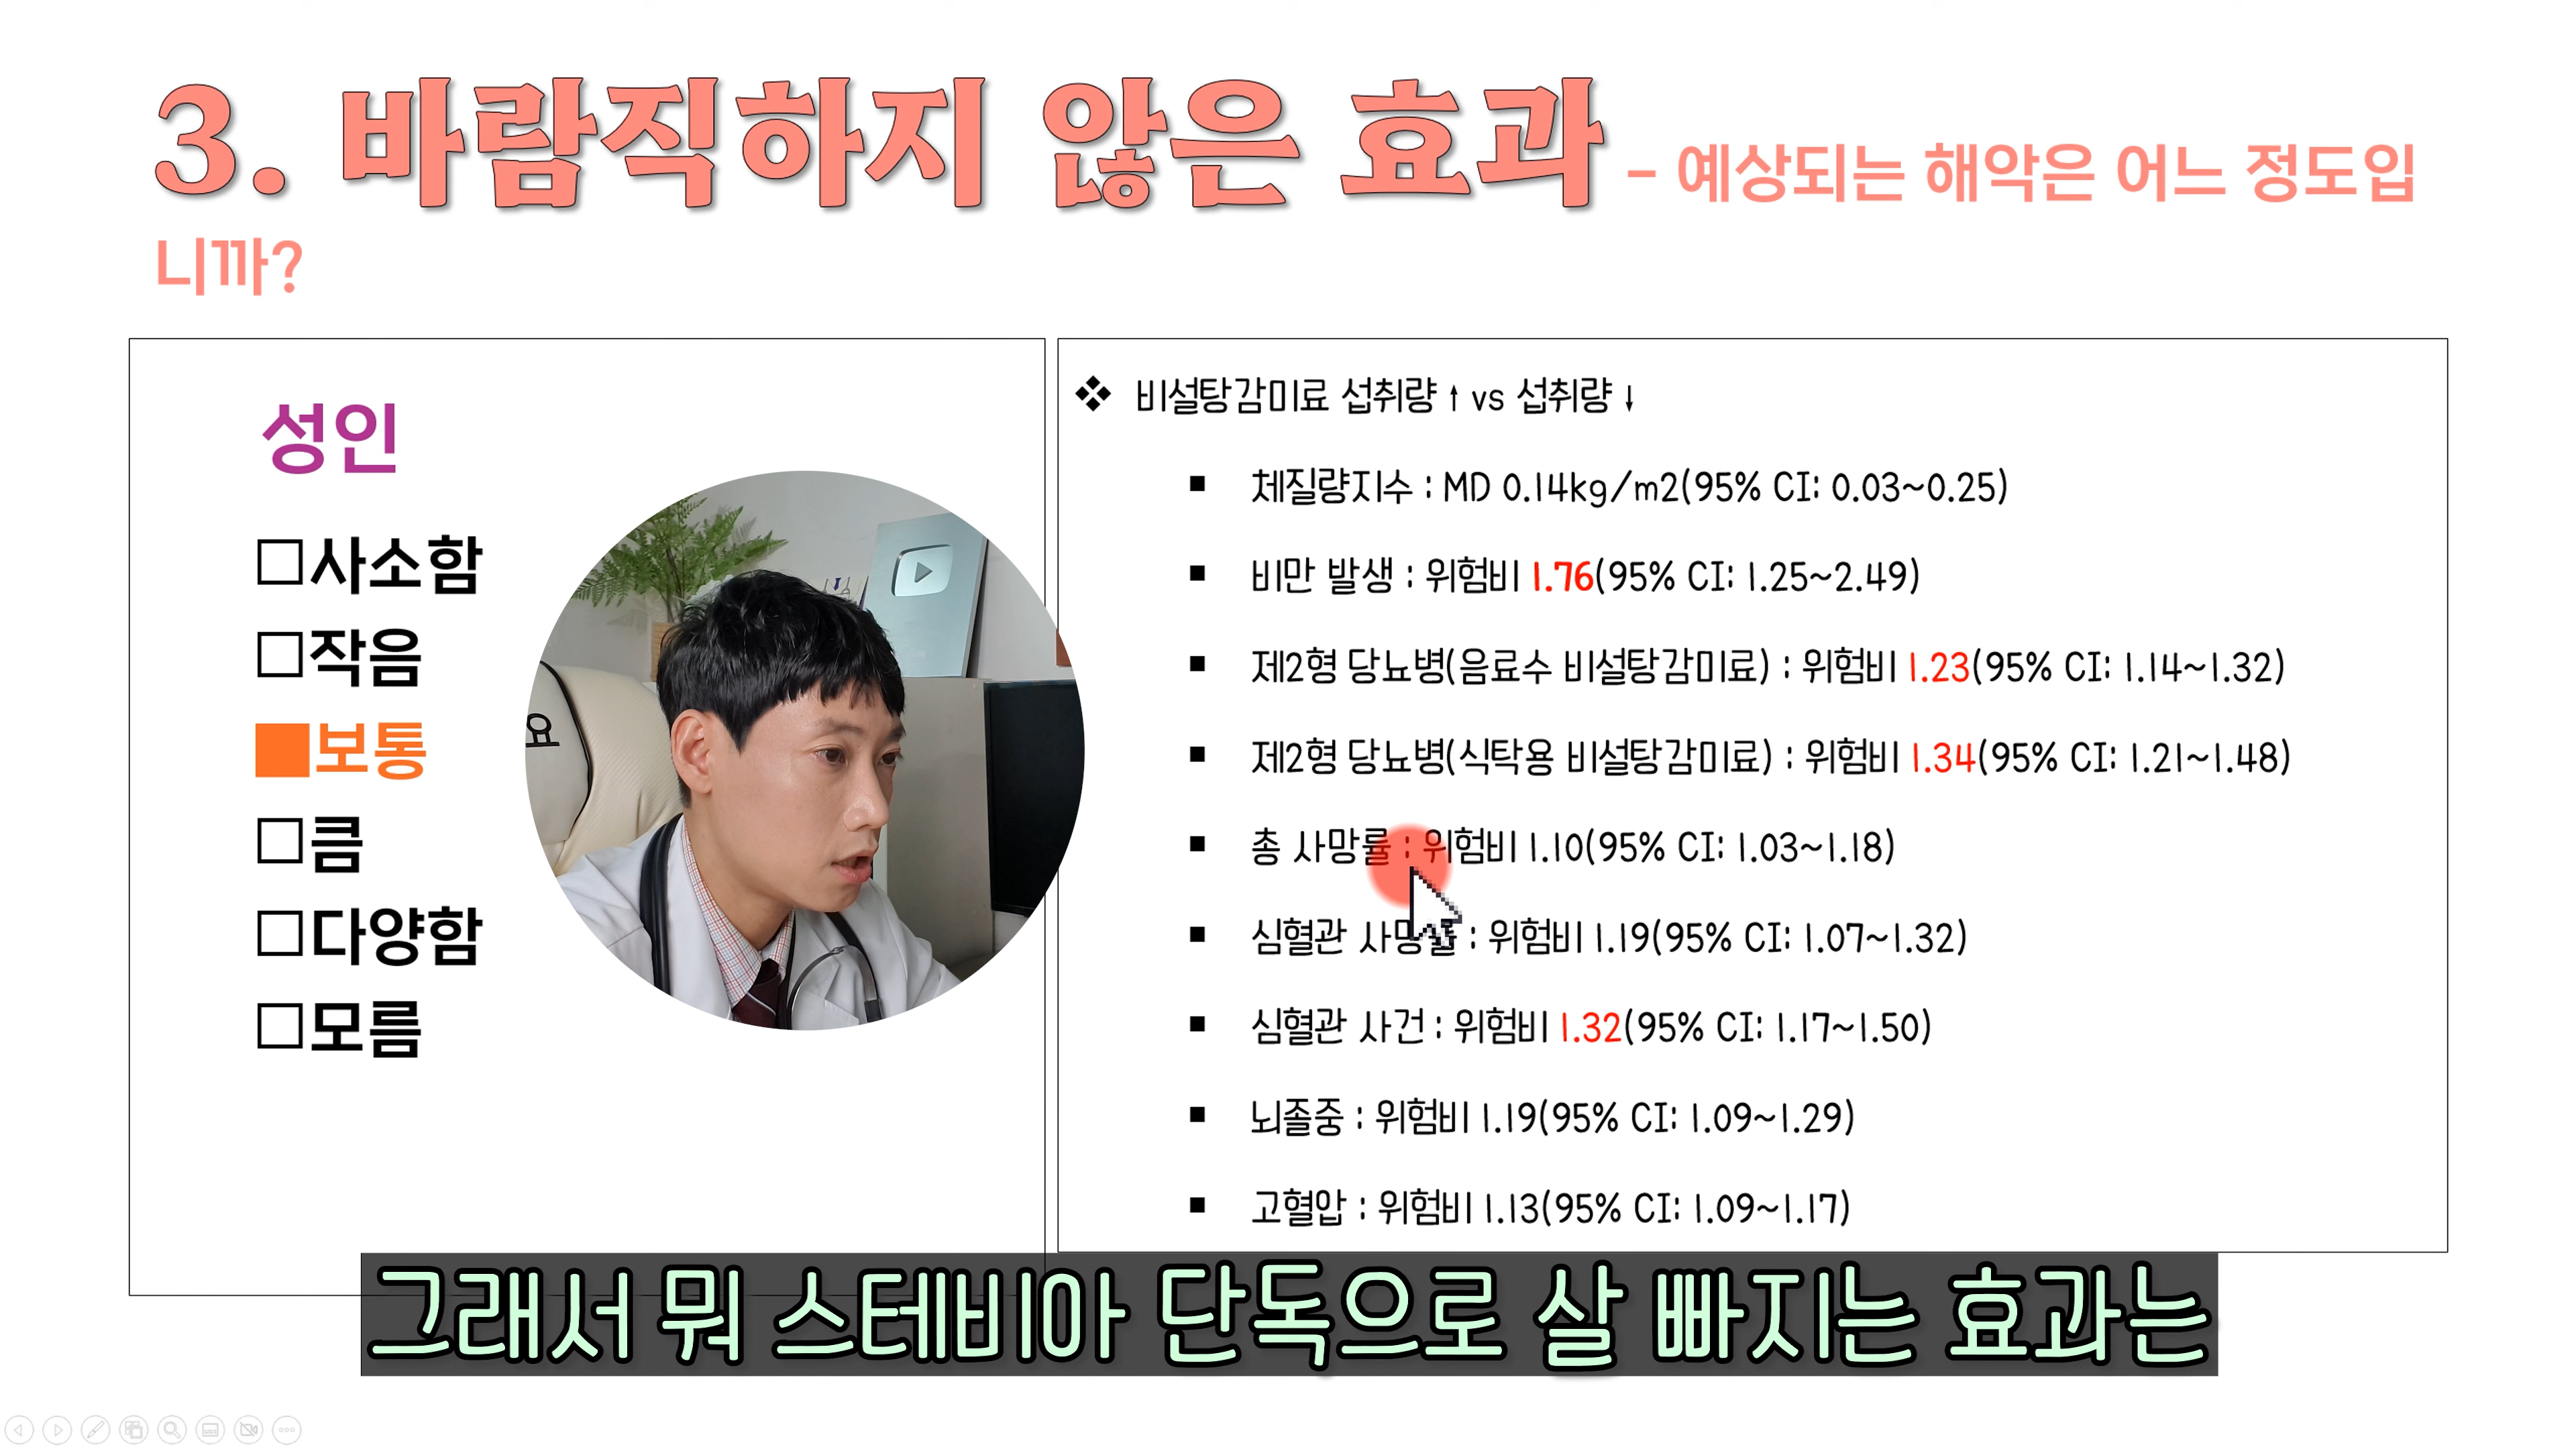 3. 바람직하지 않은 효과 - 예상되는 해악은 어느 정도입
니까?
성인
□사소함
□작음
■보통
□큼
□다양함
□모름
요
❖ 비설탕감미료 섭취량↑ vs 섭취량↓
▪ 체질량지수 : MD 0.14kg/m2(95% CI: 0.03~0.25)
▪ 비만 발생 : 위험비 1.76(95% CI: 1.25~2.49)
▪ 제2형 당뇨병(음료수 비설탕감미료) : 위험비 1.23(95% CI: 1.14~1.32)
▪ 제2형 당뇨병(식탁용 비설탕감미료) : 위험비 1.34(95% CI: 1.21~1.48)
▪ 총 사망률 : 위험비 1.10(95% CI: 1.03~1.18)
▪ 심혈관 사망률 : 위험비 1.19(95% CI: 1.07~1.32)
▪ 심혈관 사건 : 위험비 1.32(95% CI: 1.17~1.50)
▪ 뇌졸중 : 위험비 1.19(95% CI: 1.09~1.29)
▪ 고혈압 : 위험비 1.13(95% CI: 1.09~1.17)
그래서 뭐 스테비아 단독으로 살 빠지는 효과는